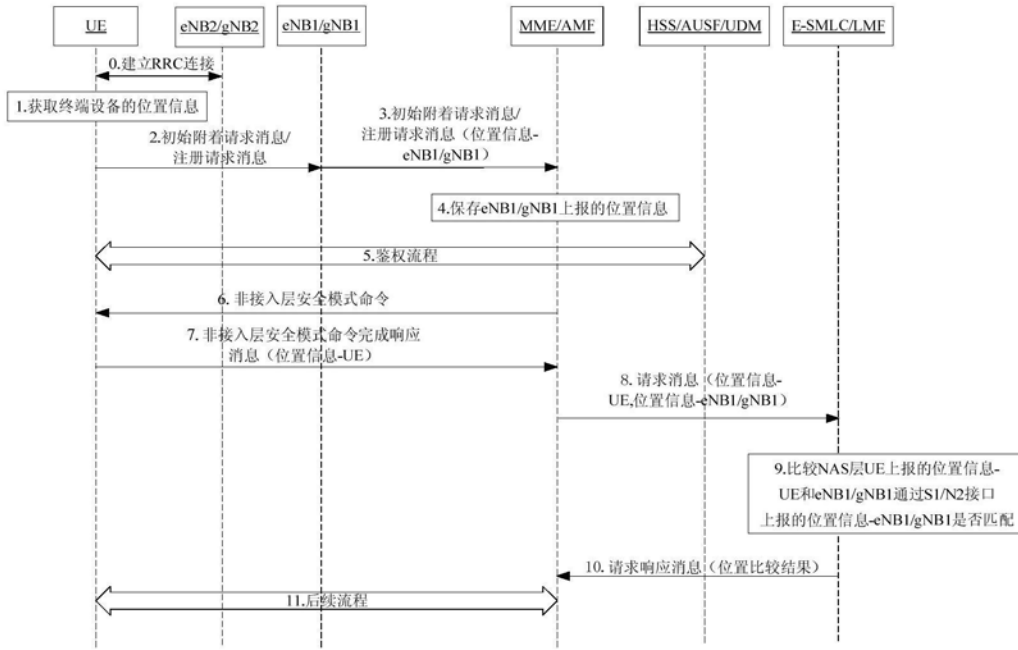 UE
eNB2/gNB2
eNB1/gNB1
MME/AMF
HSS/AUSF/UDM
E-SMLC/LMF
0.建立RRC连接
1.获取终端设备的位置信息
2.初始附着请求消息/
注册请求消息
3.初始附着请求消息/
注册请求消息（位置信息-
eNB1/gNB1）
4.保存eNB1/gNB1上报的位置信息
5.鉴权流程
6. 非接入层安全模式命令
7. 非接入层安全模式命令完成响应
消息（位置信息-UE）
8. 请求消息（位置信息-
UE,位置信息-eNB1/gNB1）
9.比较NAS层UE上报的位置信息-
UE和eNB1/gNB1通过S1/N2接口
上报的位置信息-eNB1/gNB1是否匹配
10. 请求响应消息（位置比较结果）
11.后续流程